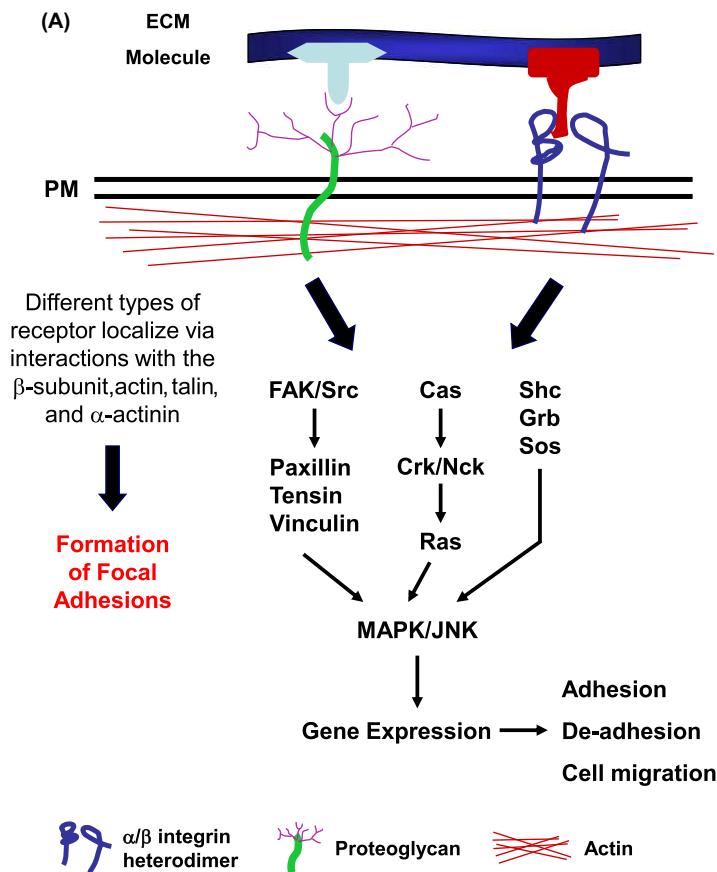 (A)
ECM
Molecule
PM
Different types of
receptor localize via
interactions with the
β-subunit, actin, talin,
and α-actinin
Formation
of Focal
Adhesions
FAK/Src
Paxillin
Tensin
Vinculin
Cas
Crk/Nck
Ras
Shc
Grb
Sos
MAPK/JNK
Gene Expression
Adhesion
De-adhesion
Cell migration
α/β integrin
heterodimer
Proteoglycan
Actin